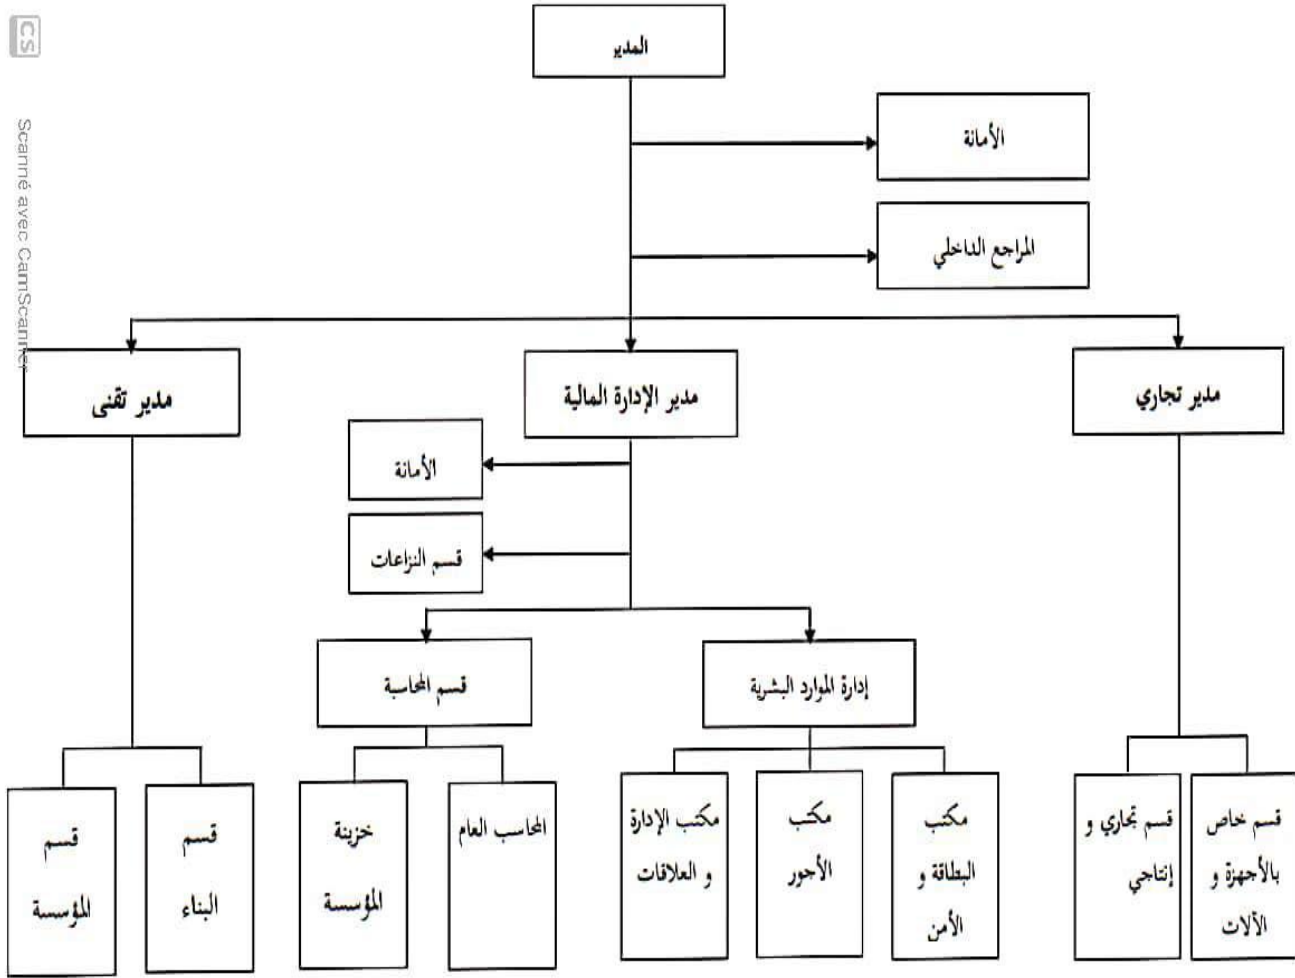 المدير
الأمانة
المراجع الداخلي
مدير تجاري
مدير الإدارة المالية
مدير تقنى
الأمانة
قسم النزاعات
إدارة الموارد البشرية
قسم المحاسبة
قسم خاص
بالأجهزة و
الآلات
قسم تجاري و
إنتاجي
مكتب
البطاقة و
الأمن
مكتب
الأجور
مكتب الإدارة
و العلاقات
المحاسب العام
خزينة
المؤسسة
قسم
البناء
قسم
المؤسسة
CS
Scanné avec CamScanner